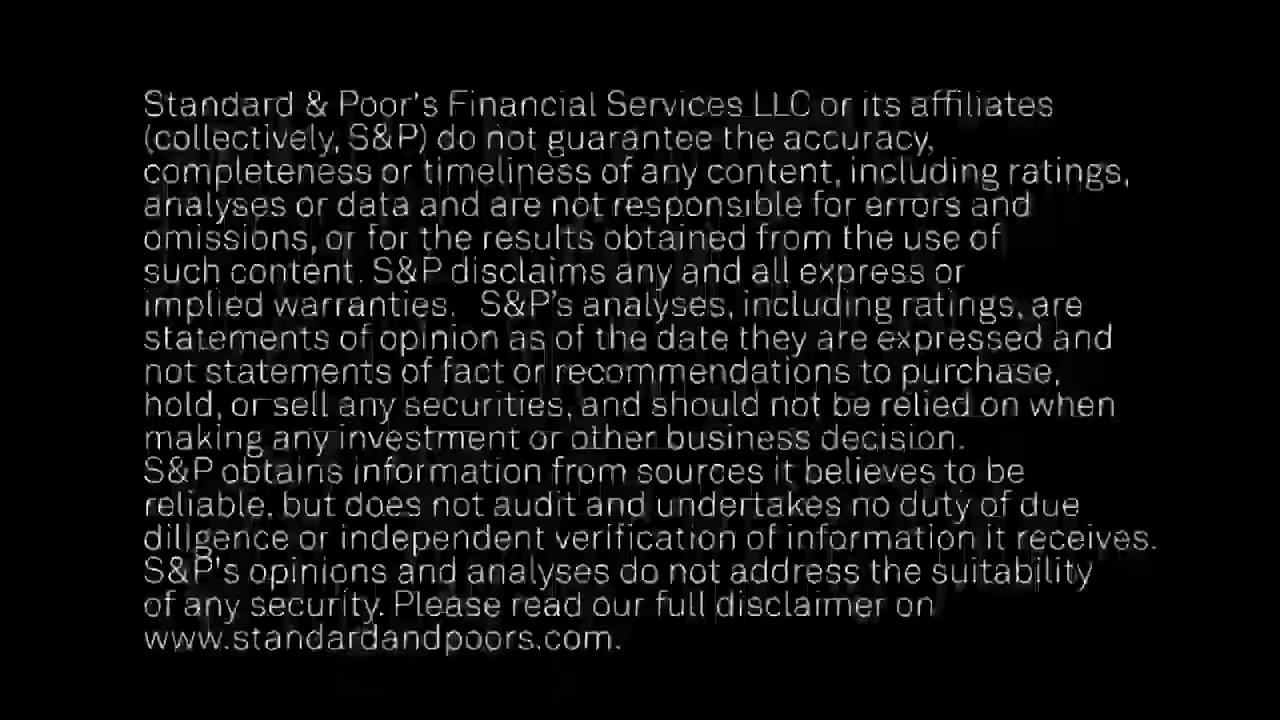 Standard & Poor's Financial Services LLC or its affiliates
(collectively, S&P) do not guarantee the accuracy,
completeness or timeliness of any content, including ratings,
analyses or data and are not responsible for errors and
omissions, or for the results obtained from the use of
such content. S&P disclaims any and all express or
implied warranties.   S&P's analyses, including ratings, are
statements of opinion as of the date they are expressed and
not statements of fact or recommendations to purchase,
hold, or sell any securities, and should not be relied on when
making any investment or other business decision.
S&P obtains information from sources it believes to be
reliable, but does not audit and undertakes no duty of due
diligence or independent verification of information it receives.
S&P's opinions and analyses do not address the suitability
of any security. Please read our full disclaimer on
www.standardandpoors.com.